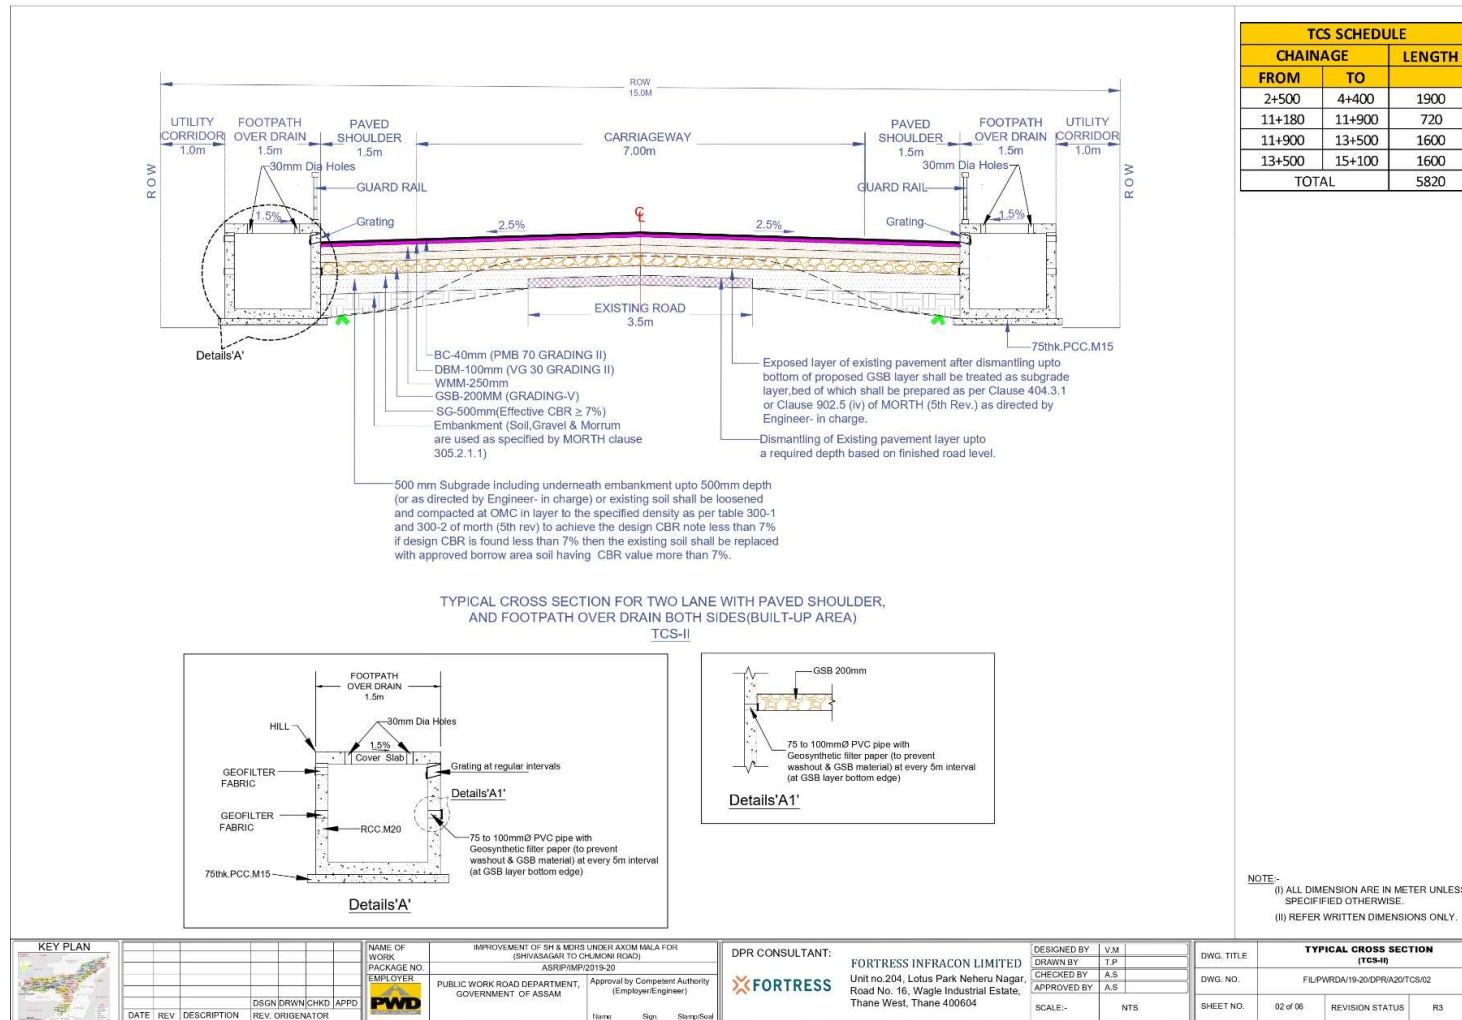 ROW
15.0M
UTILITY
CORRIDOR
1.0m
FOOTPATH
OVER DRAIN
1.5m
PAVED
SHOULDER
1.5m
CARRIAGEWAY
7.00m
PAVED
SHOULDER
1.5m
FOOTPATH
OVER DRAIN
1.5m
UTILITY
CORRIDOR
1.0m
ROW
ROW
30mm Dia Holes
30mm Dia Holes
GUARD RAIL
GUARD RAIL
1.5%
Grating
2.5%
CL
2.5%
Grating
1.5%
EXISTING ROAD
3.5m
Details'A'
75thk.PCC.M15
BC-40mm (PMB 70 GRADING II)
DBM-100mm (VG 30 GRADING II)
WMM-250mm
GSB-200MM (GRADING-V)
SG-500mm(Effective CBR ≥ 7%)
Embankment (Soil,Gravel & Morrum
are used as specified by MORTH clause
305.2.1.1)
Exposed layer of existing pavement after dismantling upto
bottom of proposed GSB layer shall be treated as subgrade
layer,bed of which shall be prepared as per Clause 404.3.1
or Clause 902.5 (iv) of MORTH (5th Rev.) as directed by
Engineer- in charge.
Dismantling of Existing pavement layer upto
a required depth based on finished road level.
500 mm Subgrade including underneath embankment upto 500mm depth
(or as directed by Engineer- in charge) or existing soil shall be loosened
and compacted at OMC in layer to the specified density as per table 300-1
and 300-2 of morth (5th rev) to achieve the design CBR note less than 7%
if design CBR is found less than 7% then the existing soil shall be replaced
with approved borrow area soil having CBR value more than 7%.
TYPICAL CROSS SECTION FOR TWO LANE WITH PAVED SHOULDER,
AND FOOTPATH OVER DRAIN BOTH SIDES(BUILT-UP AREA)
TCS-II
TCS SCHEDULE
CHAINAGE LENGTH
FROM TO
2+500 4+400 1900
11+180 11+900 720
11+900 13+500 1600
13+500 15+100 1600
TOTAL 5820
FOOTPATH
OVER DRAIN
1.5m
HILL
30mm Dia Holes
1.5%
Cover Slab
Grating at regular intervals
GEOFILTER
FABRIC
Details'A1'
GEOFILTER
FABRIC
RCC.M20
75 to 100mmØ PVC pipe with
Geosynthetic filter paper (to prevent
washout & GSB material) at every 5m interval
(at GSB layer bottom edge)
75thk.PCC.M15
Details'A'
GSB 200mm
75 to 100mmØ PVC pipe with
Geosynthetic filter paper (to prevent
washout & GSB material) at every 5m interval
(at GSB layer bottom edge)
Details'A1'
NOTE:-
(I) ALL DIMENSION ARE IN METER UNLESS
SPECIFIFIED OTHERWISE.
(II) REFER WRITTEN DIMENSIONS ONLY.
KEY PLAN
DSGN DRWN CHKD APPD
DATE REV DESCRIPTION REV. ORIGENATOR
NAME OF
WORK
IMPROVEMENT OF SH & MDRS UNDER AXOM MALA FOR
(SHIVASAGAR TO CHUMONI ROAD)
PACKAGE NO.
ASRIP/IMP/2019-20
EMPLOYER
PWD
PUBLIC WORK ROAD DEPARTMENT,
GOVERNMENT OF ASSAM
Approval by Competent Authority
(Employer/Engineer)
Name Sign. Stamp/Seal
DPR CONSULTANT:
FORTRESS
FORTRESS INFRACON LIMITED
Unit no.204, Lotus Park Neheru Nagar,
Road No. 16, Wagle Industrial Estate,
Thane West, Thane 400604
DESIGNED BY V.M
DRAWN BY T.P
CHECKED BY A.S
APPROVED BY A.S
SCALE:- NTS
DWG. TITLE
TYPICAL CROSS SECTION
(TCS-II)
DWG. NO. FIL/PWRDA/19-20/DPR/A20/TCS/02
SHEET NO. 02 of 06 REVISION STATUS R3